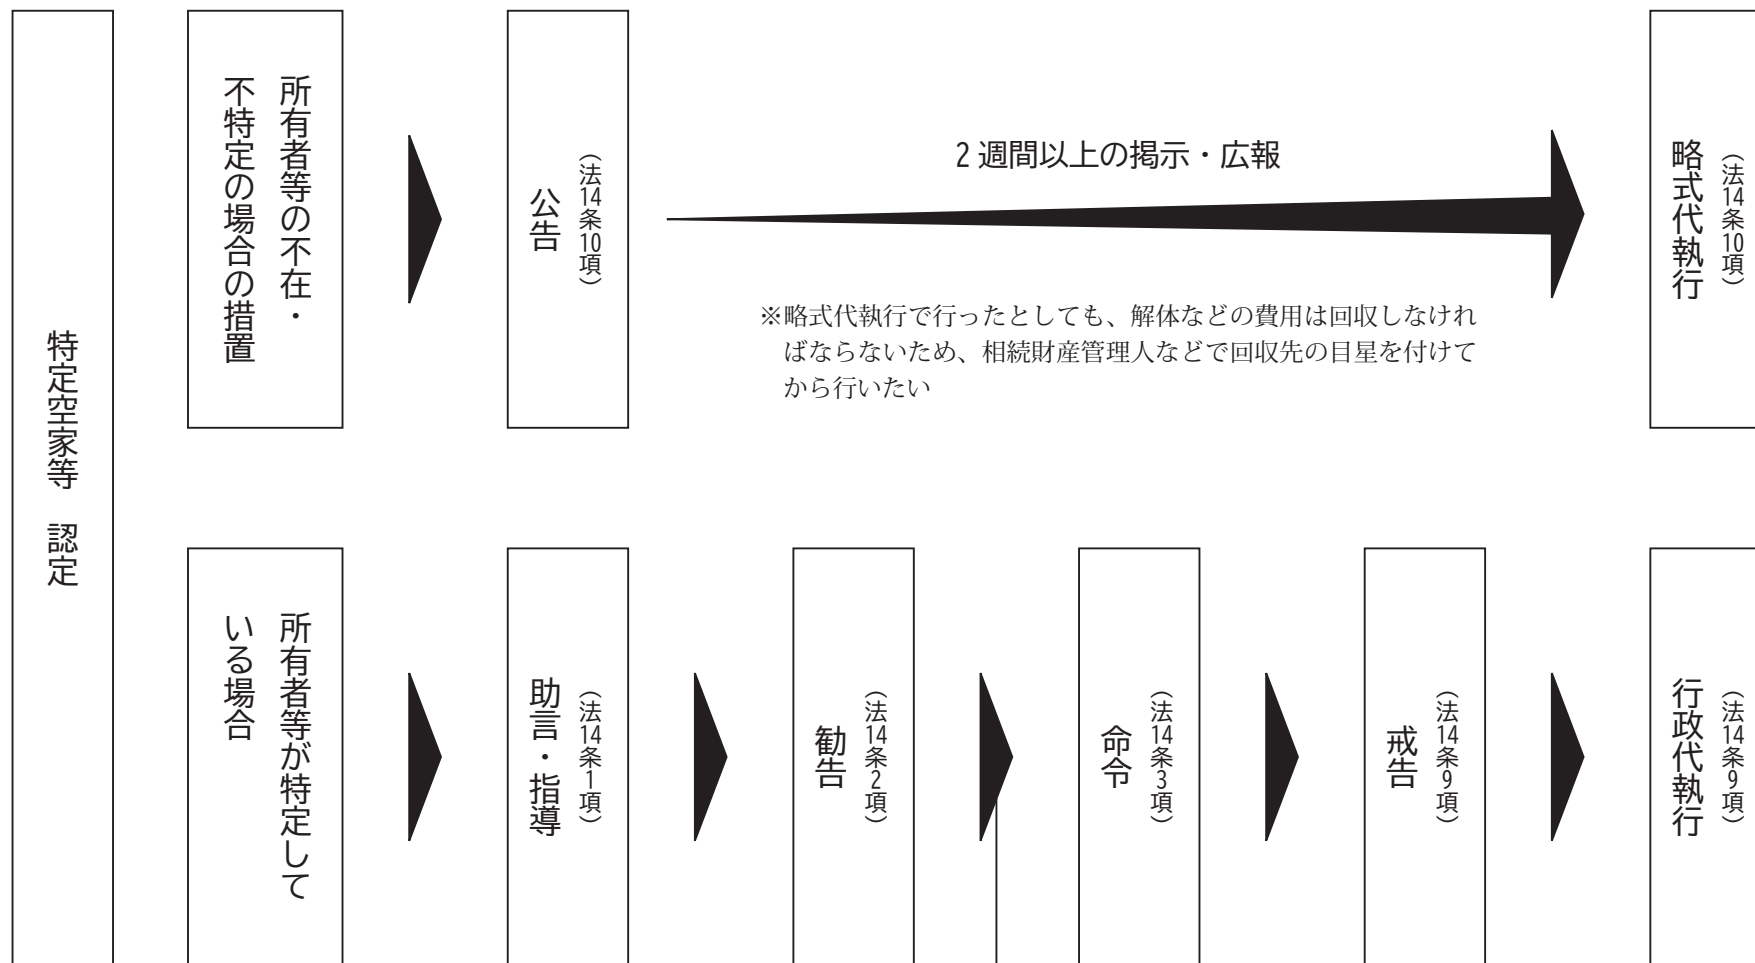 特定空家等　認定
所有者等の不在・
不特定の場合の措置
公告
（法14条10項）
2週間以上の掲示・広報
※略式代執行で行ったとしても、解体などの費用は回収しなけれ
ばならないため、相続財産管理人などで回収先の目星を付けて
から行いたい
略式代執行
（法14条10項）
所有者等が特定して
いる場合
助言・指導
（法14条1項）
勧告
（法14条2項）
命令
（法14条3項）
戒告
（法14条9項）
行政代執行
（法14条9項）